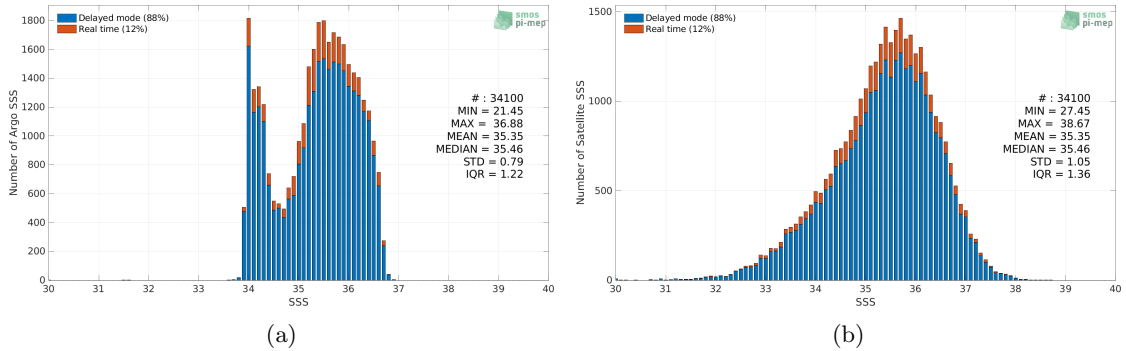 Delayed mode (88%)
Real time (12%)
smos
pi-mep
# : 34100
MIN = 21.45
MAX = 36.88
MEAN = 35.35
MEDIAN = 35.46
STD = 0.79
IQR = 1.22
Number of Argo SSS
1800
1600
1400
1200
1000
800
600
400
200
0
30 31 32 33 34 35 36 37 38 39 40
SSS
(a)
Delayed mode (88%)
Real time (12%)
smos
pi-mep
# : 34100
MIN = 27.45
MAX = 38.67
MEAN = 35.35
MEDIAN = 35.46
STD = 1.05
IQR = 1.36
Number of Satellite SSS
1500
1000
500
0
30 31 32 33 34 35 36 37 38 39 40
SSS
(b)